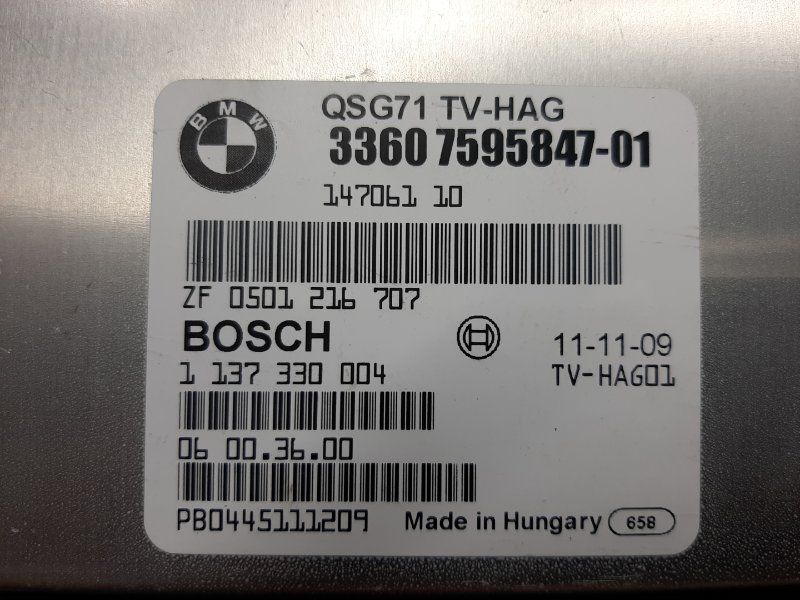 BMW
QSG71 TV-HAG
3360 7595847-01
147061 10
ZF 0501 216 707
BOSCH
11-11-09
1 137 330 004
TV-HAG01
06 00.36.00
PB0445111209
Made in Hungary 658